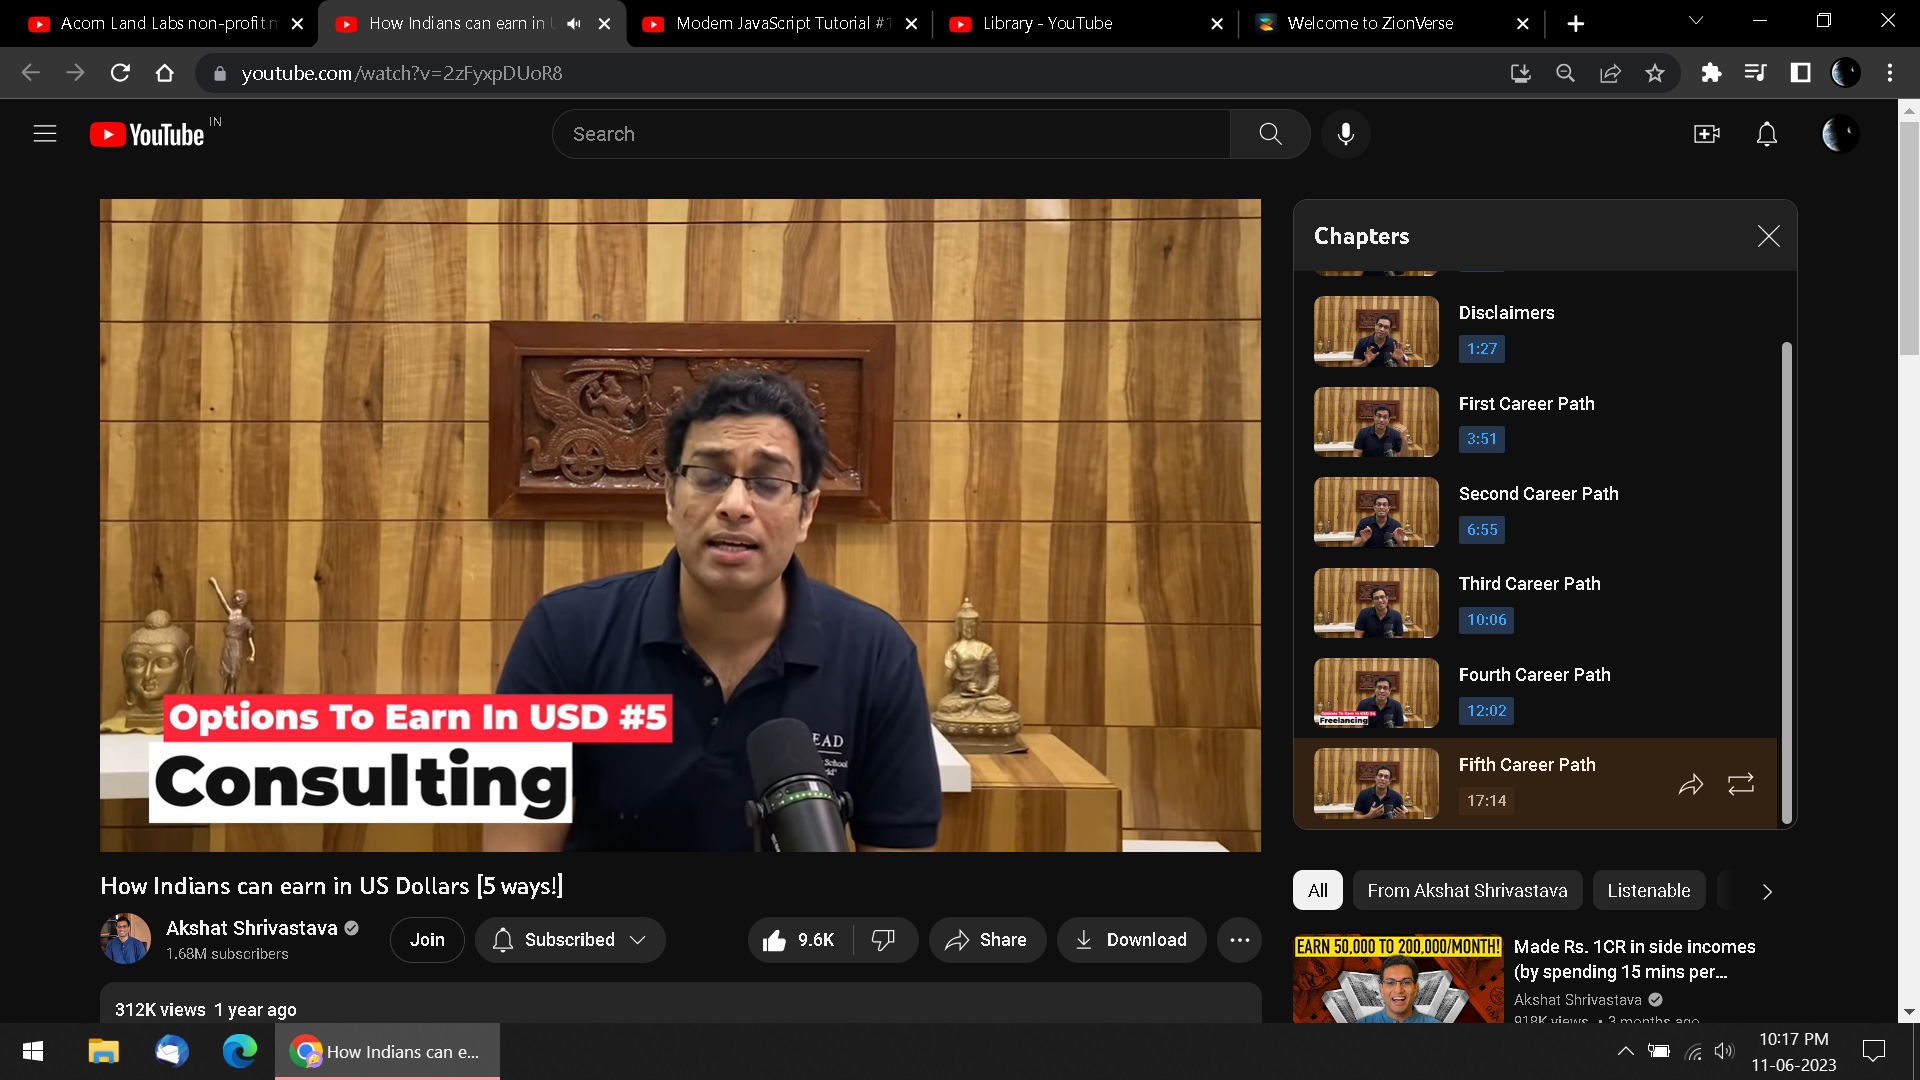 Acorn Land Labs non-profit
How Indians can earn in
Modern JavaScript Tutorial #1
Library - YouTube
Welcome to ZionVerse
youtube.com/watch?v=2zFyxpDUoR8
YouTube
IN
Search
Chapters
Disclaimers
1:27
First Career Path
3:51
Second Career Path
6:55
Third Career Path
10:06
Fourth Career Path
12:02
Options To Earn In USD #4
Freelancing
Fifth Career Path
17:14
Options To Earn In USD #5
Consulting
How Indians can earn in US Dollars [5 ways!]
Akshat Shrivastava
1.68M subscribers
Join
Subscribed
9.6K
Share
Download
312K views 1 year ago
All
From Akshat Shrivastava
Listenable
EARN 50,000 TO 200,000/MONTH!
Made Rs. 1CR in side incomes
(by spending 15 mins per...
Akshat Shrivastava
918K views • 3 months ago
How Indians can e...
10:17 PM
11-06-2023